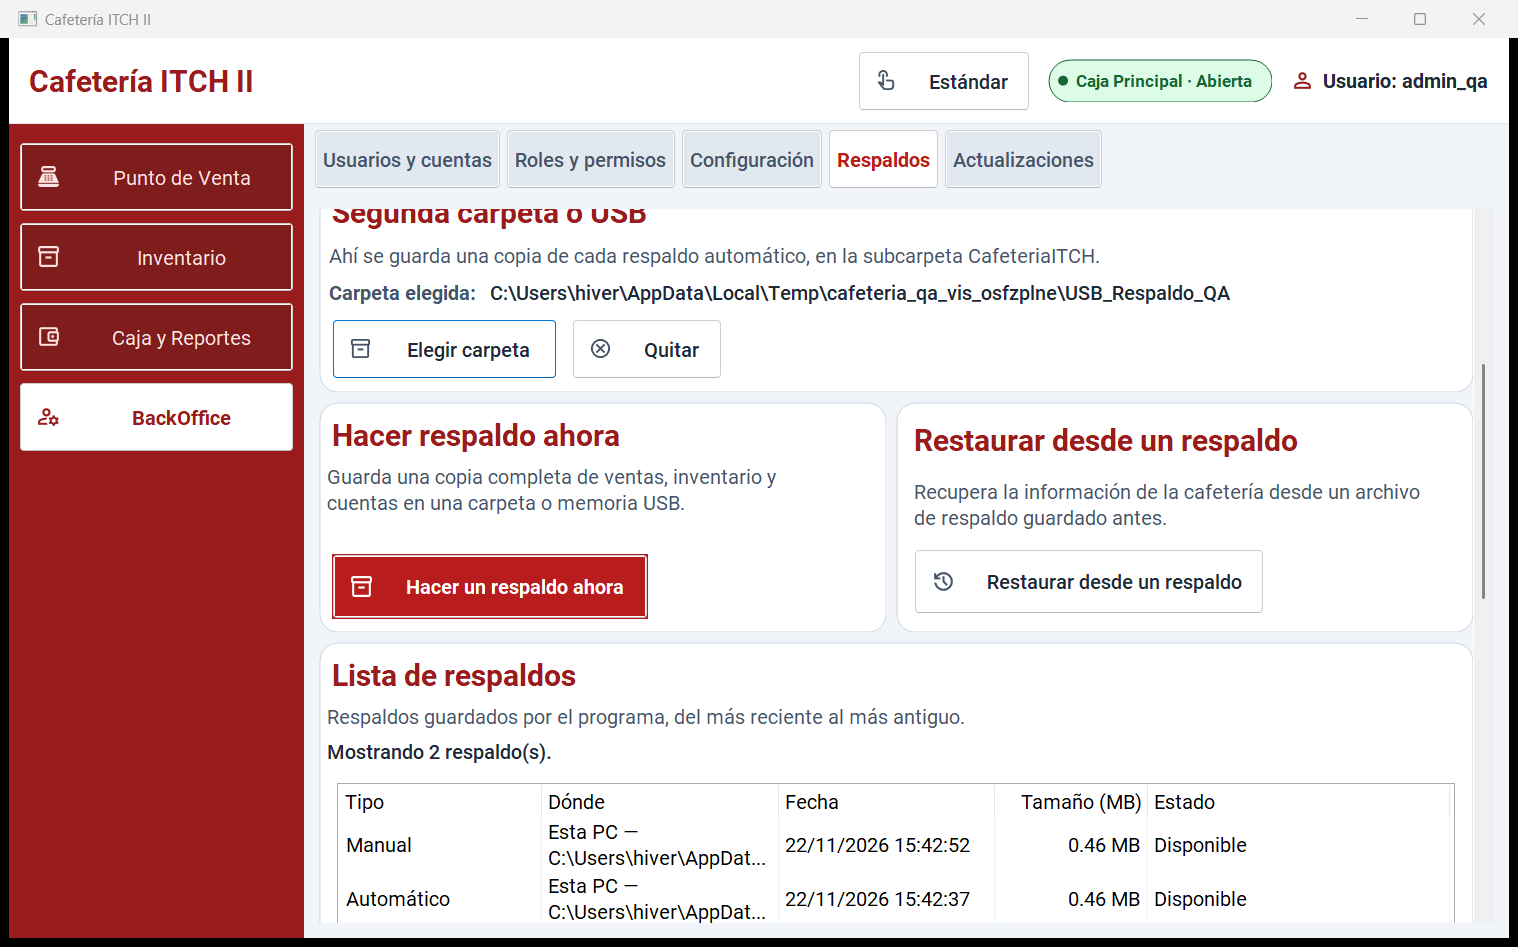 Cafetería ITCH II
Cafetería ITCH II
Estándar
Caja Principal · Abierta
Usuario: admin_qa
Punto de Venta
Inventario
Caja y Reportes
BackOffice
Usuarios y cuentas
Roles y permisos
Configuración
Respaldos
Actualizaciones
Segunda carpeta o USB
Ahí se guarda una copia de cada respaldo automático, en la subcarpeta CafeteriaITCH.
Carpeta elegida: C:\Users\hiver\AppData\Local\Temp\cafeteria_qa_vis_osfzplne\USB_Respaldo_QA
Elegir carpeta
Quitar
Hacer respaldo ahora
Guarda una copia completa de ventas, inventario y
cuentas en una carpeta o memoria USB.
Hacer un respaldo ahora
Restaurar desde un respaldo
Recupera la información de la cafetería desde un archivo
de respaldo guardado antes.
Restaurar desde un respaldo
Lista de respaldos
Respaldos guardados por el programa, del más reciente al más antiguo.
Mostrando 2 respaldo(s).
Tipo Dónde Fecha Tamaño (MB) Estado
Manual Esta PC — C:\Users\hiver\AppDat... 22/11/2026 15:42:52 0.46 MB Disponible
Automático Esta PC — C:\Users\hiver\AppDat... 22/11/2026 15:42:37 0.46 MB Disponible